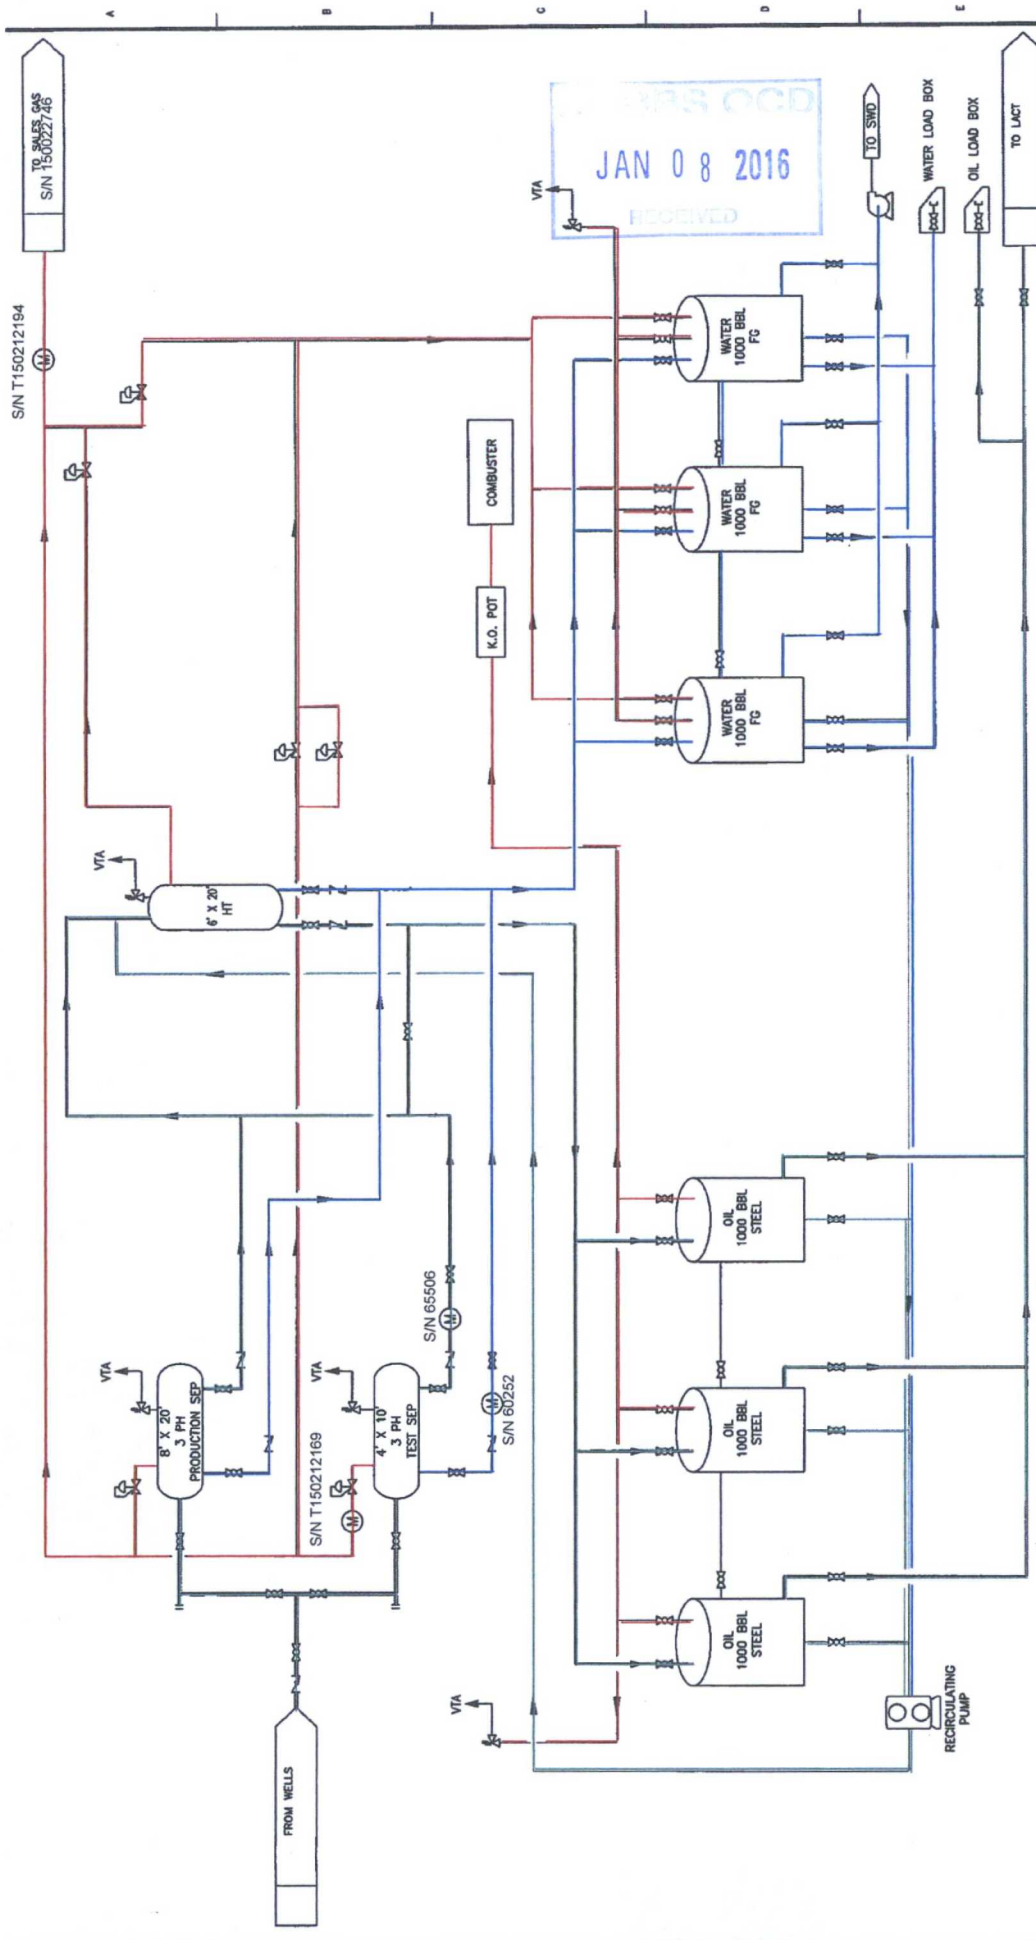 A
B
C
D
E
TO SALES GAS
S/N 150022746
S/N T150212194
JAN 08 2016
RECEIVED
VTA
TO SWD
WATER LOAD BOX
OIL LOAD BOX
TO LACT
COMBUSTER
K.O. POT
WATER
1000 BBL
FG
WATER
1000 BBL
FG
WATER
1000 BBL
FG
VTA
6' X 20'
HT
VTA
8' X 20'
3 PH
PRODUCTION SEP
VTA
4' X 10'
3 PH
TEST SEP
M
M
M
M
S/N T150212169
S/N 65506
S/N 60252
FROM WELLS
VTA
OIL
1000 BBL
STEEL
OIL
1000 BBL
STEEL
OIL
1000 BBL
STEEL
RECIRCULATING
PUMP